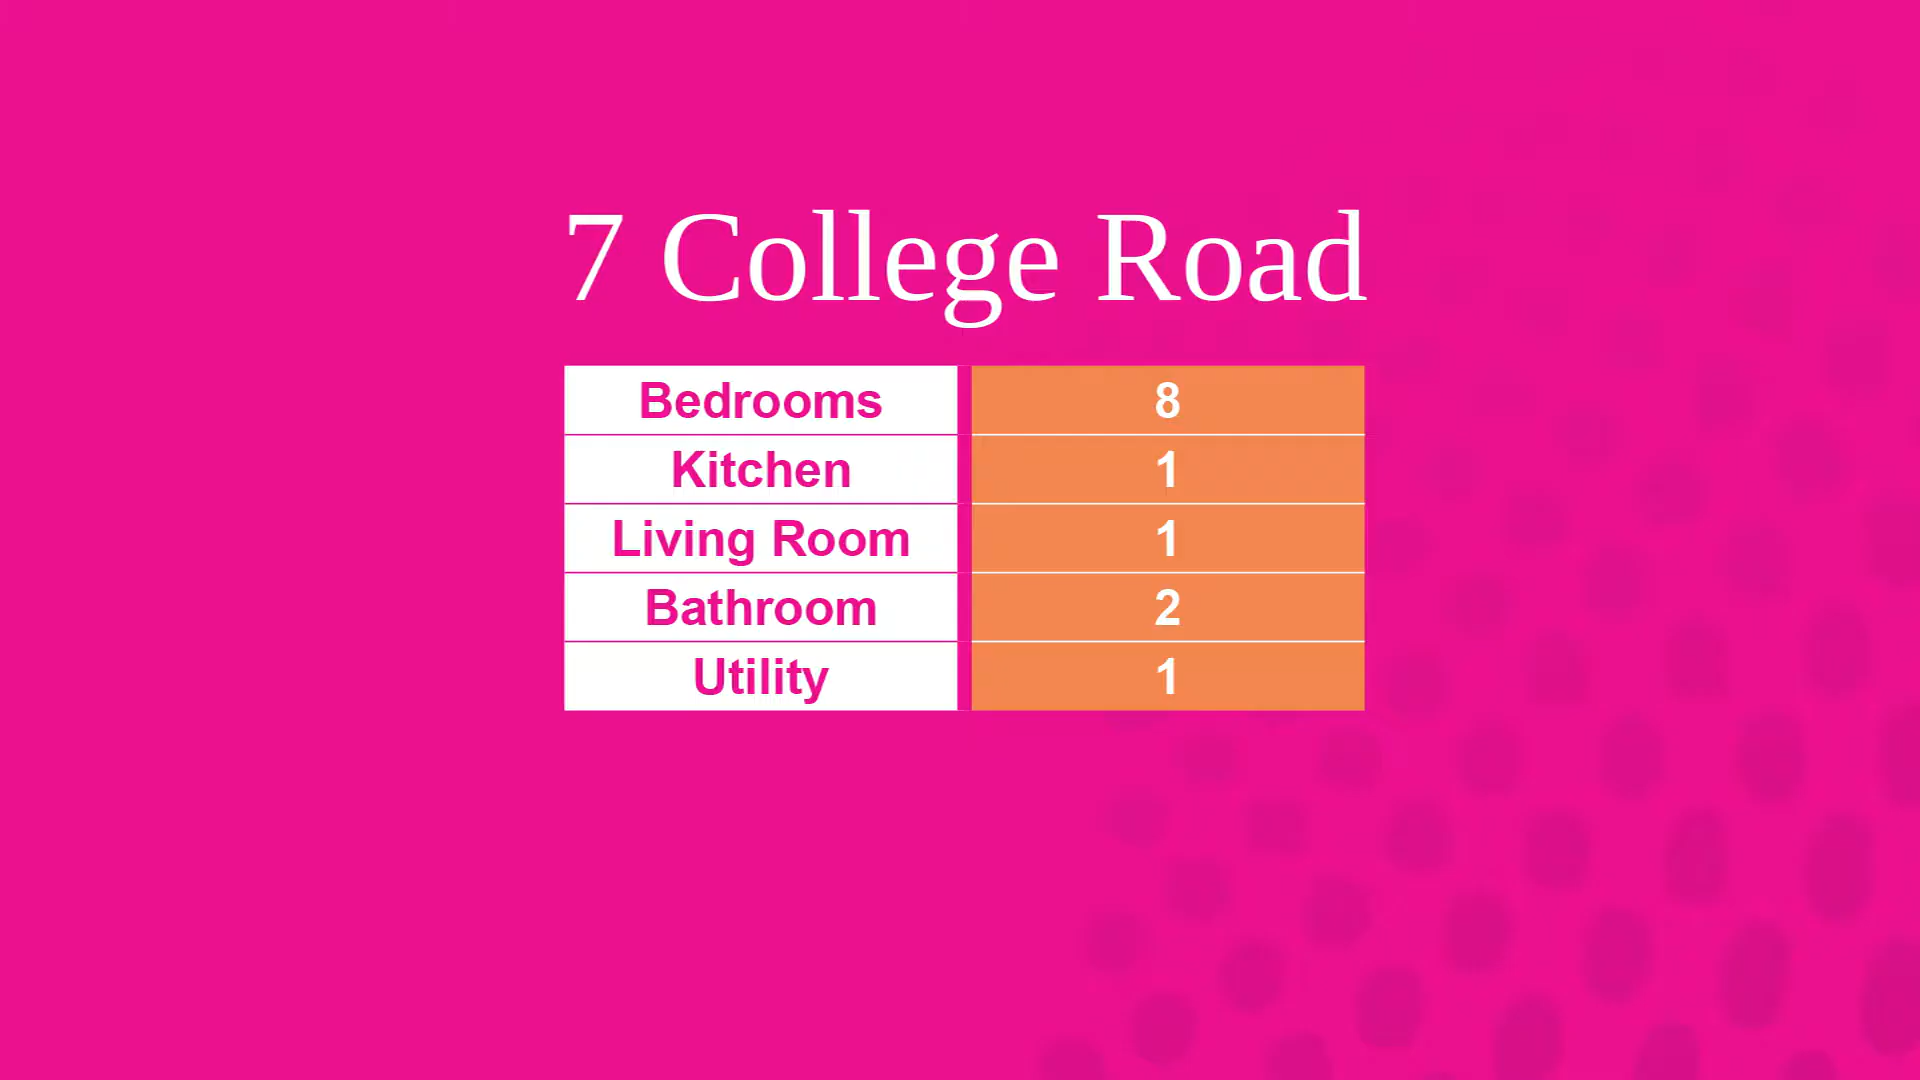 7 College Road
Bedrooms 8
Kitchen 1
Living Room 1
Bathroom 2
Utility 1